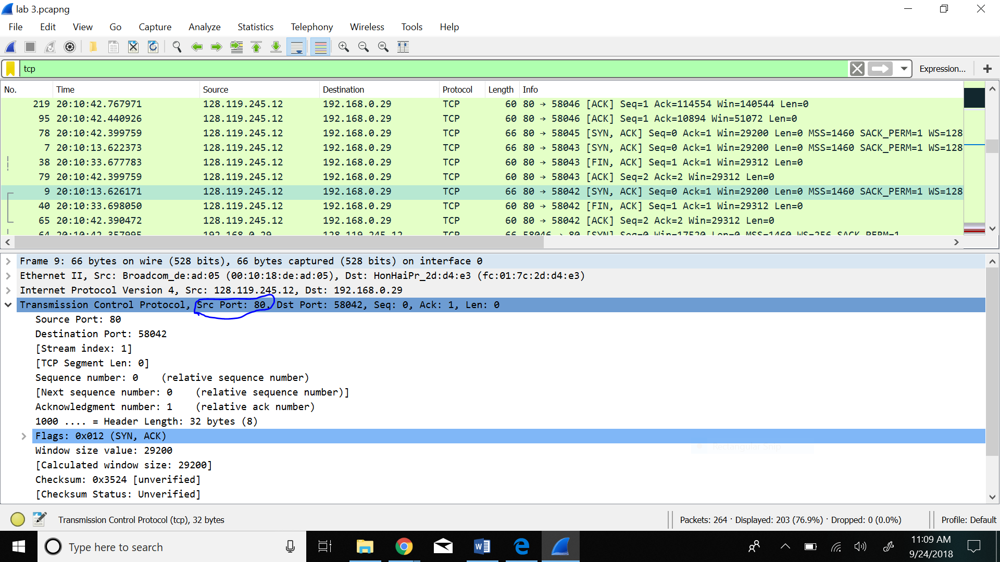 lab 3.pcapng
File Edit View Go Capture Analyze Statistics Telephony Wireless Tools Help
tcp
Expression...
No. Time Source Destination Protocol Length Info
219 20:10:42.767971 128.119.245.12 192.168.0.29 TCP 60 80 → 58046 [ACK] Seq=1 Ack=114554 Win=140544 Len=0
95 20:10:42.440926 128.119.245.12 192.168.0.29 TCP 60 80 → 58046 [ACK] Seq=1 Ack=10894 Win=51072 Len=0
78 20:10:42.399759 128.119.245.12 192.168.0.29 TCP 66 80 → 58045 [SYN, ACK] Seq=0 Ack=1 Win=29200 Len=0 MSS=1460 SACK_PERM=1 WS=128
7 20:10:13.622373 128.119.245.12 192.168.0.29 TCP 66 80 → 58043 [SYN, ACK] Seq=0 Ack=1 Win=29200 Len=0 MSS=1460 SACK_PERM=1 WS=128
38 20:10:33.677783 128.119.245.12 192.168.0.29 TCP 60 80 → 58043 [FIN, ACK] Seq=1 Ack=1 Win=29312 Len=0
79 20:10:42.399759 128.119.245.12 192.168.0.29 TCP 60 80 → 58043 [ACK] Seq=2 Ack=2 Win=29312 Len=0
9 20:10:13.626171 128.119.245.12 192.168.0.29 TCP 66 80 → 58042 [SYN, ACK] Seq=0 Ack=1 Win=29200 Len=0 MSS=1460 SACK_PERM=1 WS=128
40 20:10:33.698050 128.119.245.12 192.168.0.29 TCP 60 80 → 58042 [FIN, ACK] Seq=1 Ack=1 Win=29312 Len=0
65 20:10:42.390472 128.119.245.12 192.168.0.29 TCP 60 80 → 58042 [ACK] Seq=2 Ack=2 Win=29312 Len=0
64 20:10:42.357995 192.168.0.29 128.119.245.12 TCP 66 58046 → 80 [SYN] Seq=0 Win=17520 Len=0 MSS=1460 WS=256 SACK_PERM=1
Frame 9: 66 bytes on wire (528 bits), 66 bytes captured (528 bits) on interface 0
Ethernet II, Src: Broadcom_de:ad:05 (00:10:18:de:ad:05), Dst: HonHaiPr_2d:d4:e3 (fc:01:7c:2d:d4:e3)
Internet Protocol Version 4, Src: 128.119.245.12, Dst: 192.168.0.29
Transmission Control Protocol, Src Port: 80, Dst Port: 58042, Seq: 0, Ack: 1, Len: 0
Source Port: 80
Destination Port: 58042
[Stream index: 1]
[TCP Segment Len: 0]
Sequence number: 0 (relative sequence number)
[Next sequence number: 0 (relative sequence number)]
Acknowledgment number: 1 (relative ack number)
1000 .... = Header Length: 32 bytes (8)
Flags: 0x012 (SYN, ACK)
Window size value: 29200
Rectangular Snip
[Calculated window size: 29200]
Checksum: 0x3524 [unverified]
[Checksum Status: Unverified]
Transmission Control Protocol (tcp), 32 bytes
Packets: 264 · Displayed: 203 (76.9%) · Dropped: 0 (0.0%)
Profile: Default
Type here to search
11:09 AM
9/24/2018